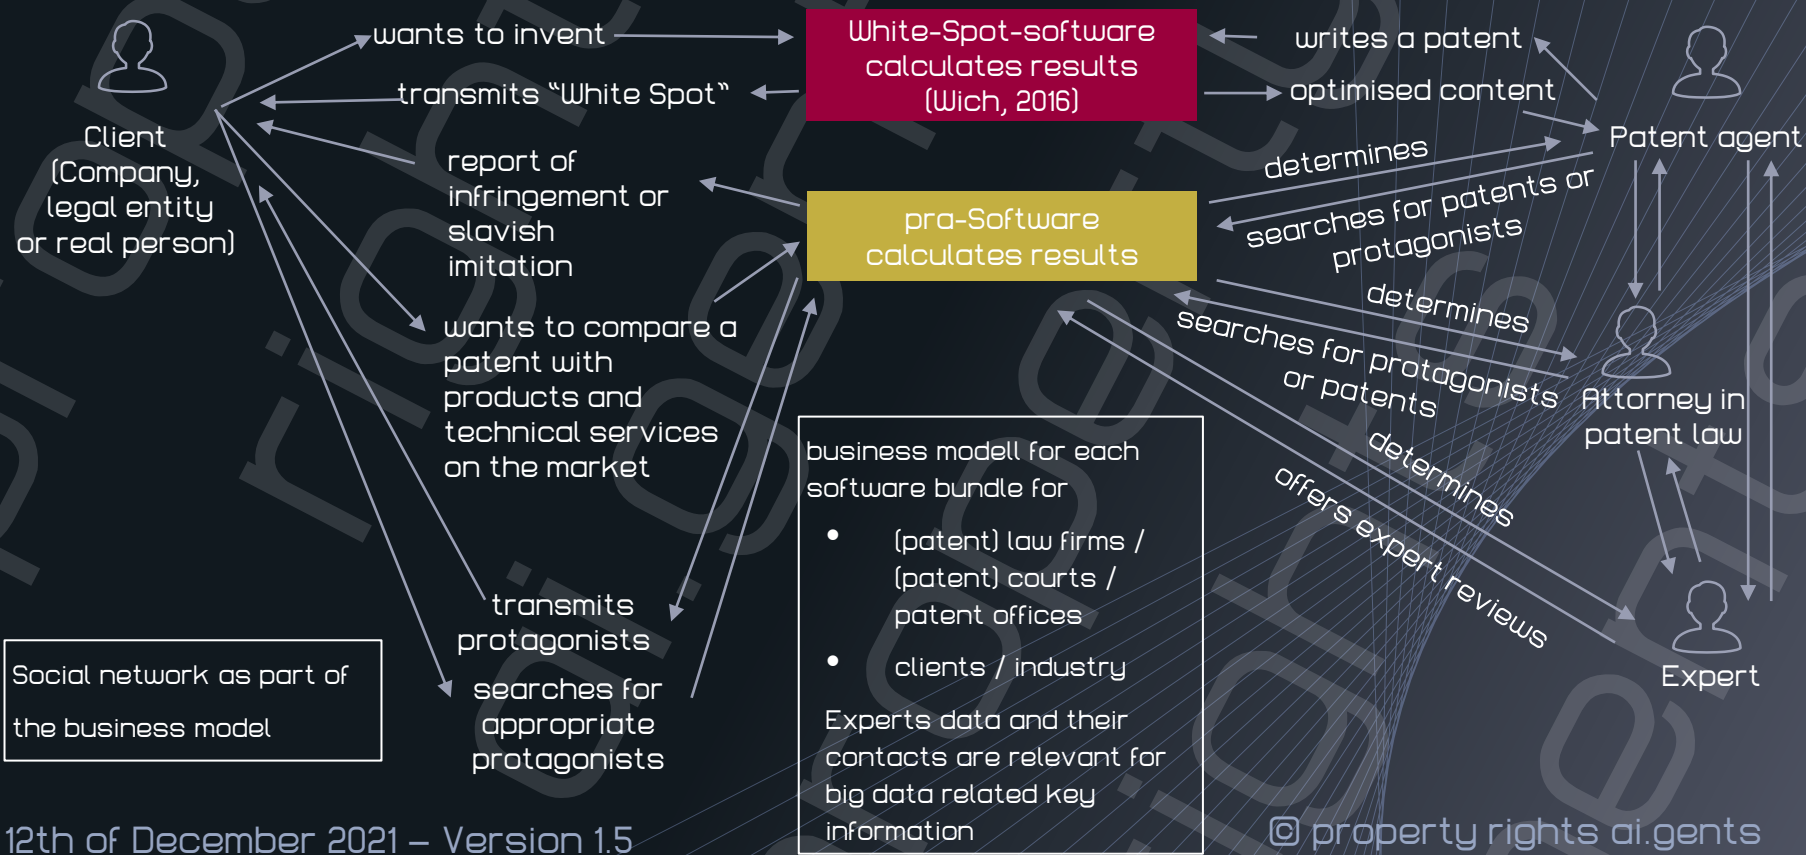 wants to invent
transmits “White Spot”
Client
(Company,
legal entity
or real person)
report of
infringement or
slavish
imitation
wants to compare a
patent with
products and
technical services
on the market
transmits
protagonists
searches for
appropriate
protagonists
Social network as part of
the business model
White-Spot-software
calculates results
(Wich, 2016)
pra-Software
calculates results
business modell for each
software bundle for
• (patent) law firms /
(patent) courts /
patent offices
• clients / industry
Experts data and their
contacts are relevant for
big data related key
information
writes a patent
optimised content
Patent agent
determines
searches for patents or
protagonists
determines
searches for protagonists
or patents
Attorney in
patent law
determines
offers expert reviews
Expert
12th of December 2021 – Version 1.5
© property rights ai.gents